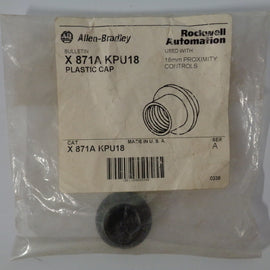 AB Allen-Bradley
Rockwell
Automation
BULLETIN
X 871A KPU18
PLASTIC CAP
USED WITH
18mm PROXIMITY
CONTROLS
CAT
MADE IN U.S.A.
SER
X 871A KPU18
A
0338